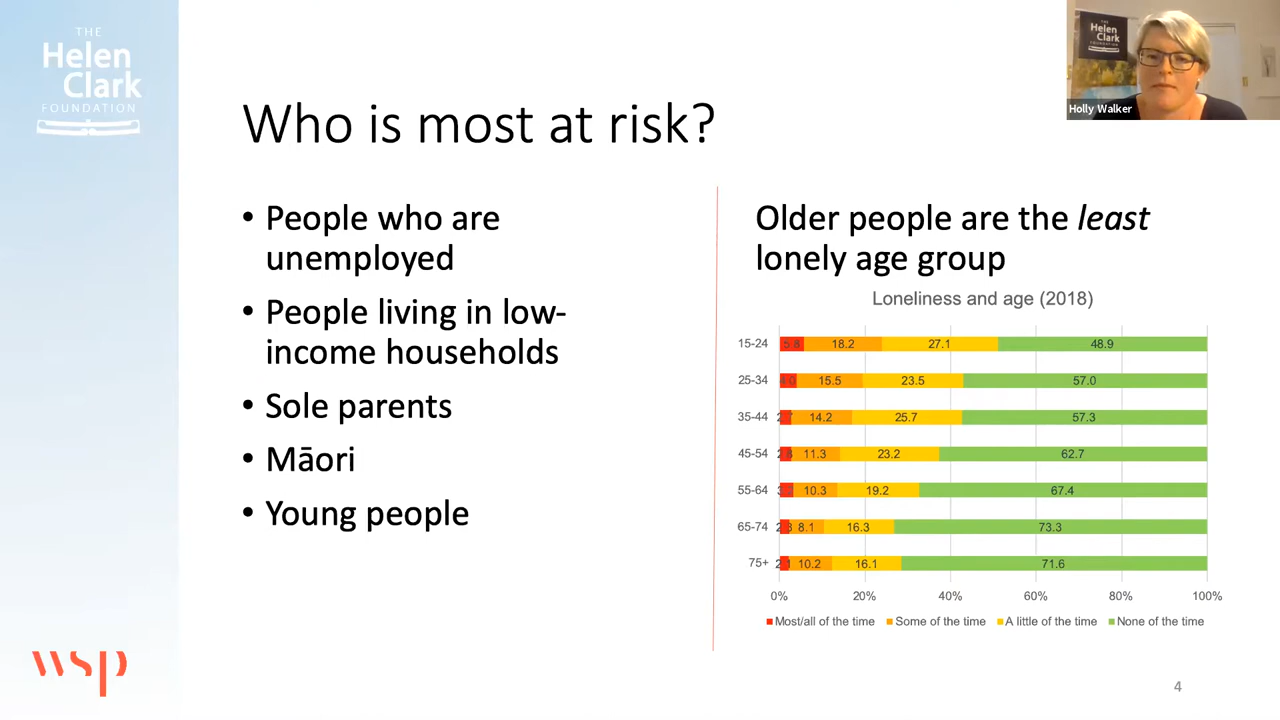 THE
Helen
Clark
FOUNDATION
THE
Helen
Clark
FOUNDATION
Holly Walker
Who is most at risk?
• People who are
unemployed
• People living in low-
income households
• Sole parents
• Māori
• Young people
Older people are the least
lonely age group
Loneliness and age (2018)
15-24 5.8 18.2 27.1 48.9
25-34 4.0 15.5 23.5 57.0
35-44 14.2 25.7 57.3
45-54 11.3 23.2 62.7
55-64 10.3 19.2 67.4
65-74 2.3 8.1 16.3 73.3
75+ 2.1 10.2 16.1 71.6
0% 20% 40% 60% 80% 100%
Most/all of the time Some of the time A little of the time None of the time
wsp
4